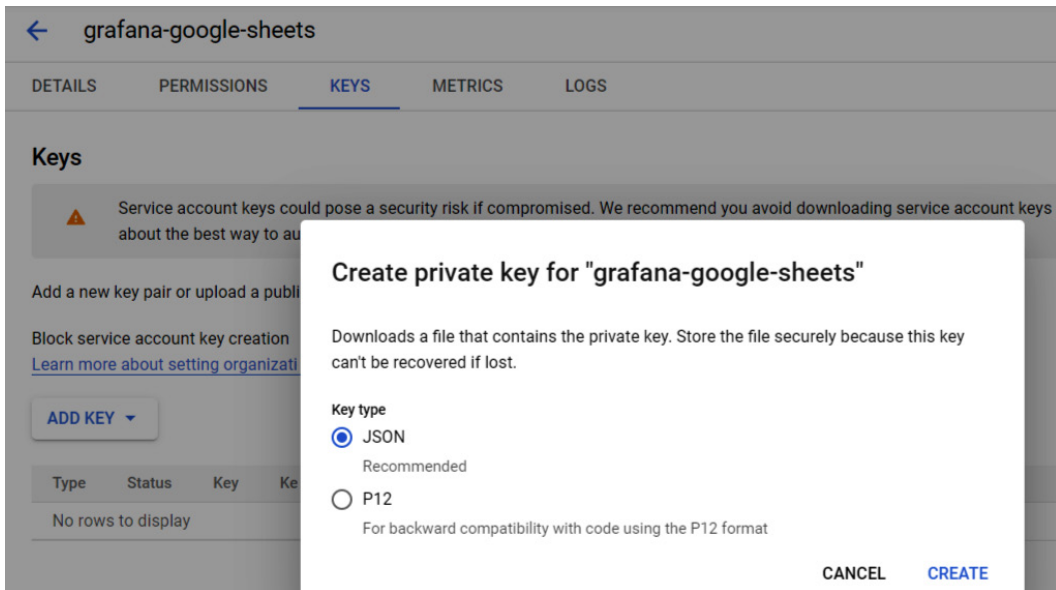 grafana-google-sheets
DETAILS PERMISSIONS KEYS METRICS LOGS
Keys
Service account keys could pose a security risk if compromised. We recommend you avoid downloading service account keys
about the best way to au
Create private key for "grafana-google-sheets"
Add a new key pair or upload a publi
Downloads a file that contains the private key. Store the file securely because this key
can't be recovered if lost.
Block service account key creation
Learn more about setting organizati
Key type
JSON
Recommended
P12
For backward compatibility with code using the P12 format
CANCEL CREATE
ADD KEY
Type Status Key Ke
No rows to display